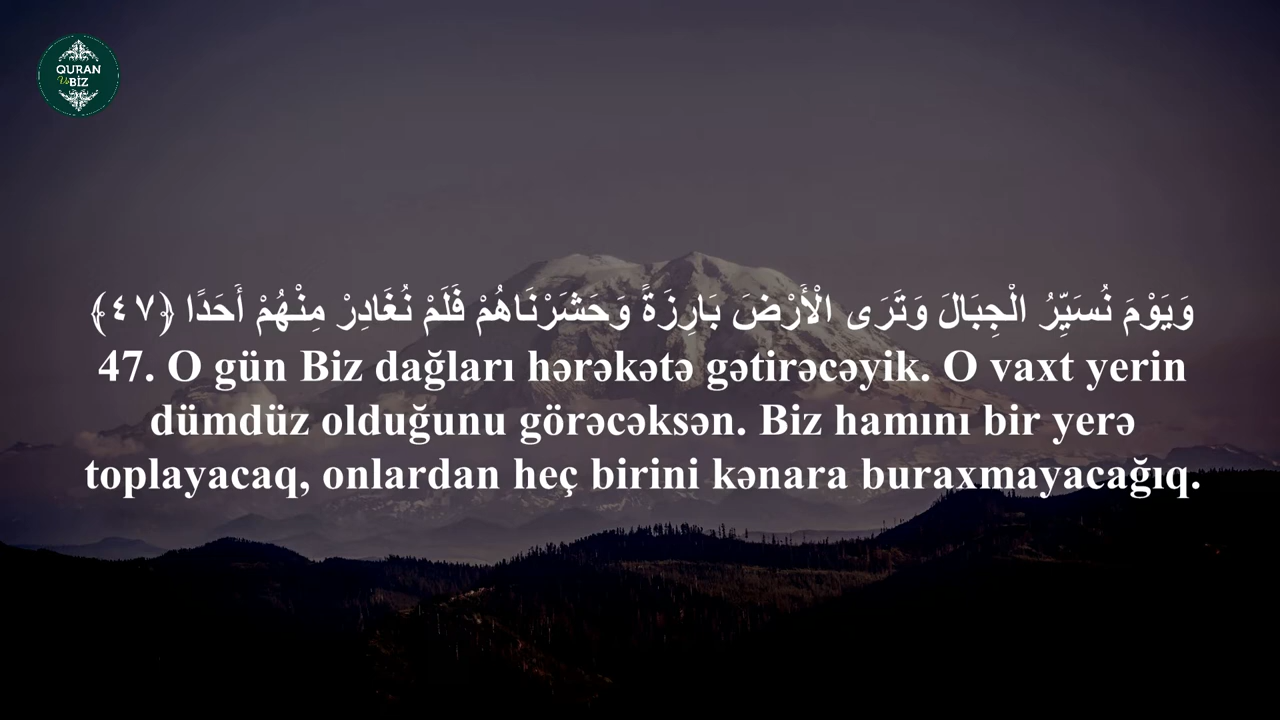 QURAN
Və BİZ
وَيَوْمَ نُسَيِّرُ الْجِبَالَ وَتَرَى الْأَرْضَ بَارِزَةً وَحَشَرْنَاهُمْ فَلَمْ نُغَادِرْ مِنْهُمْ أَحَدًا ﴿٤٧﴾
47. O gün Biz dağları hərəkətə gətirəcəyik. O vaxt yerin
dümdüz olduğunu görəcəksən. Biz hamını bir yerə
toplayacaq, onlardan heç birini kənara buraxmayacağıq.